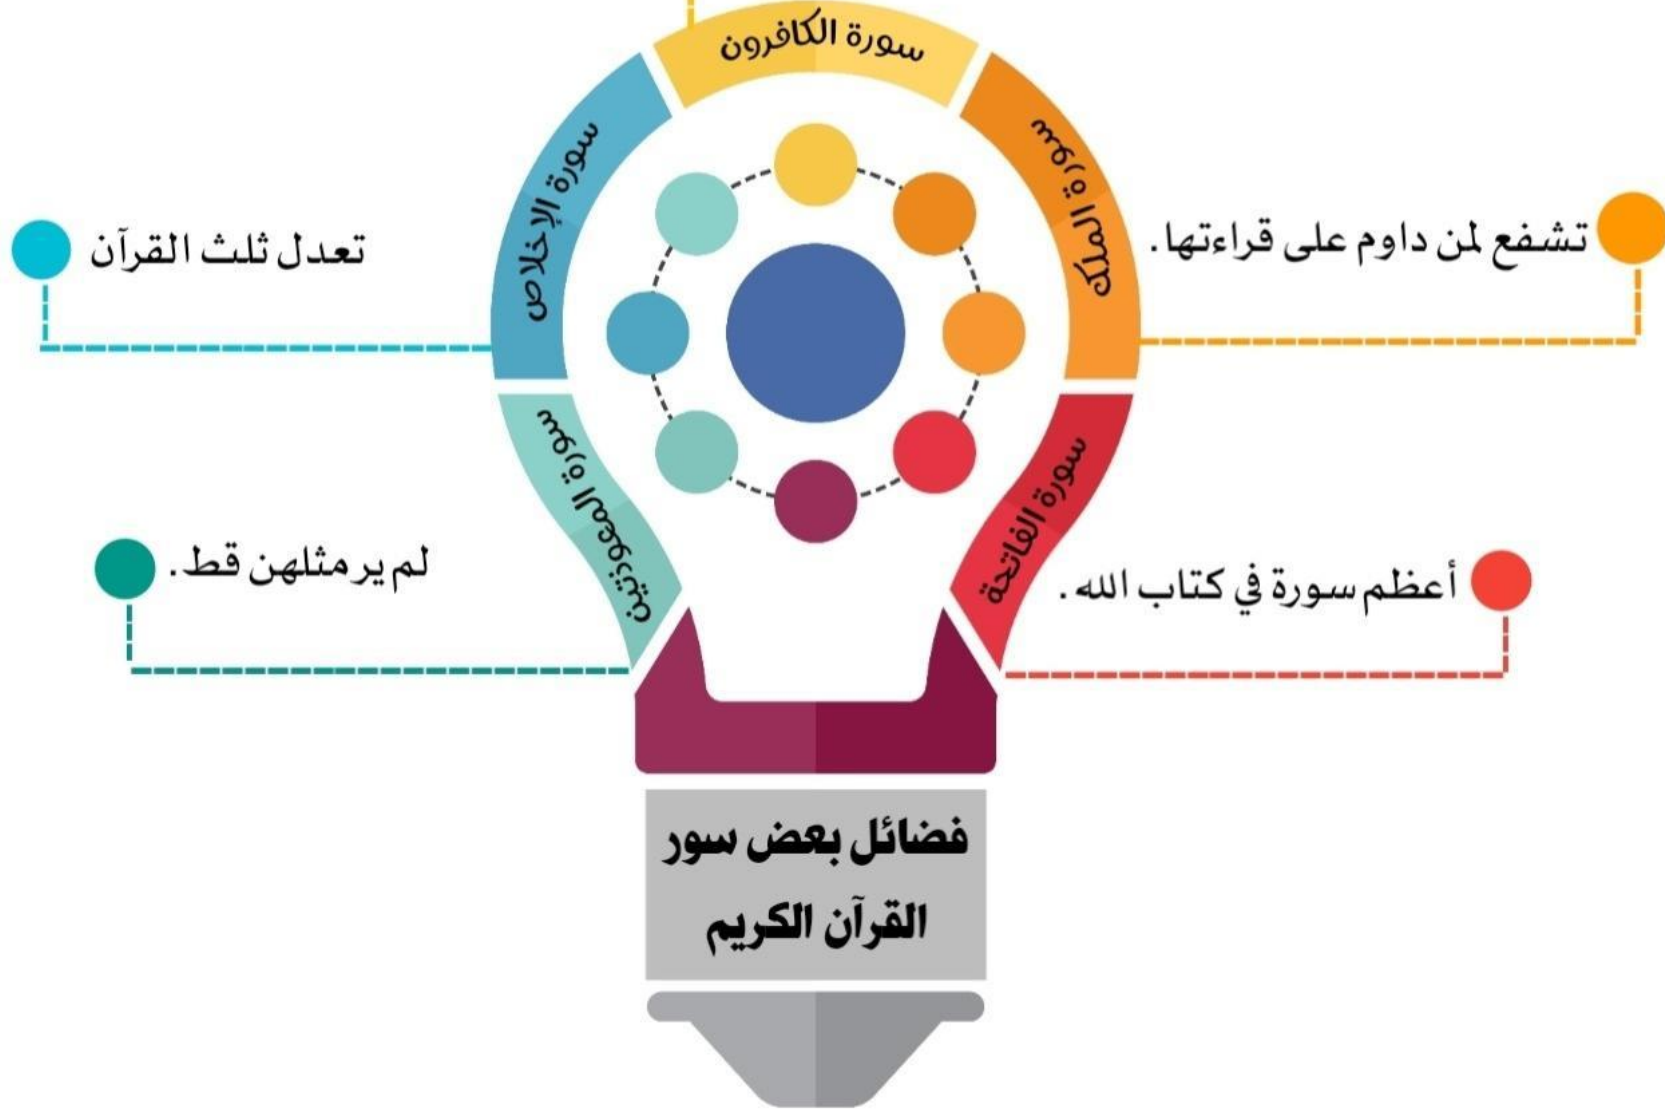 سورة الكافرون
سورة الملك
تشفع لمن داوم على قراءتها.
سورة الفاتحة
أعظم سورة في كتاب الله.
سورة الإخلاص
تعدل ثلث القرآن
سورة المعوذتين
لم ير مثلهن قط.
فضائل بعض سور
القرآن الكريم